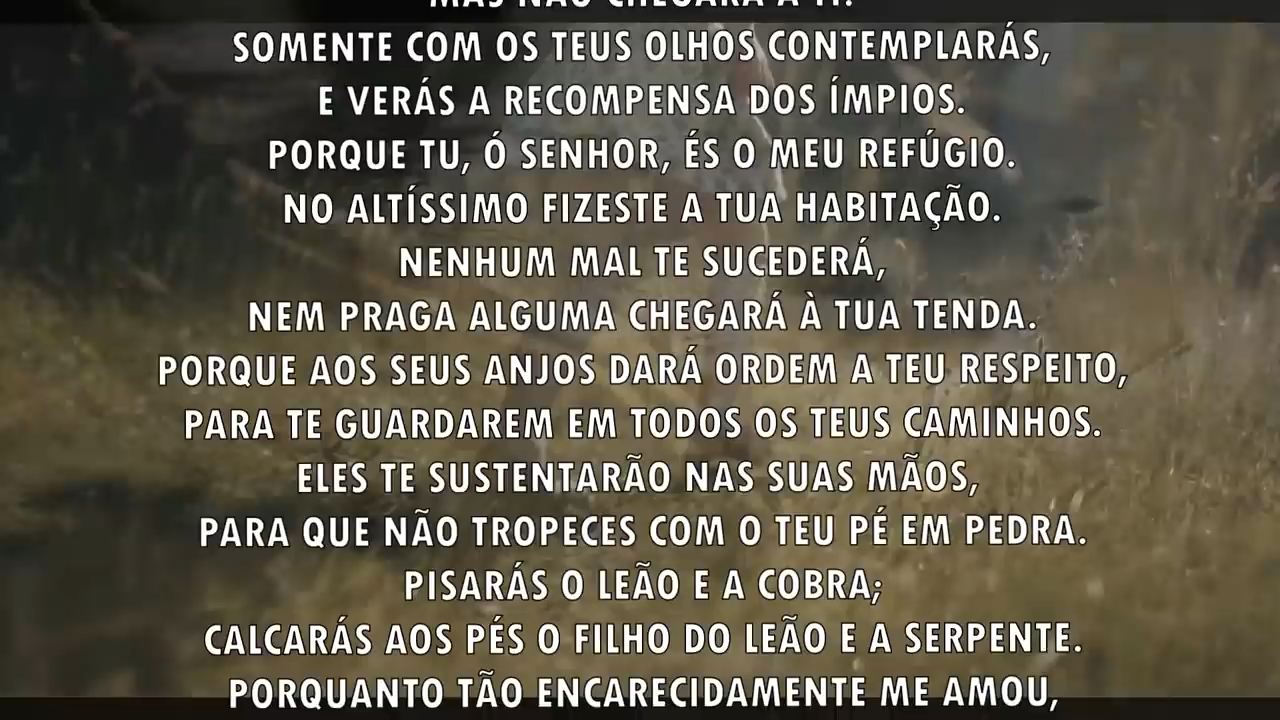 MAS NÃO CHEGARÁ A TI.
SOMENTE COM OS TEUS OLHOS CONTEMPLARÁS,
E VERÁS A RECOMPENSA DOS ÍMPIOS.
PORQUE TU, Ó SENHOR, ÉS O MEU REFÚGIO.
NO ALTÍSSIMO FIZESTE A TUA HABITAÇÃO.
NENHUM MAL TE SUCEDERÁ,
NEM PRAGA ALGUMA CHEGARÁ À TUA TENDA.
PORQUE AOS SEUS ANJOS DARÁ ORDEM A TEU RESPEITO,
PARA TE GUARDAREM EM TODOS OS TEUS CAMINHOS.
ELES TE SUSTENTARÃO NAS SUAS MÃOS,
PARA QUE NÃO TROPECES COM O TEU PÉ EM PEDRA.
PISARÁS O LEÃO E A COBRA;
CALCARÁS AOS PÉS O FILHO DO LEÃO E A SERPENTE.
PORQUANTO TÃO ENCARECIDAMENTE ME AMOU,